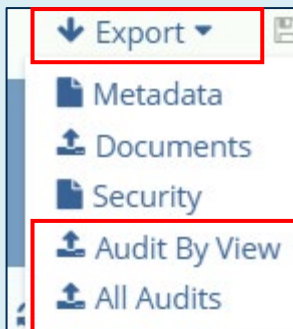 Export
Metadata
Documents
Security
Audit By View
All Audits